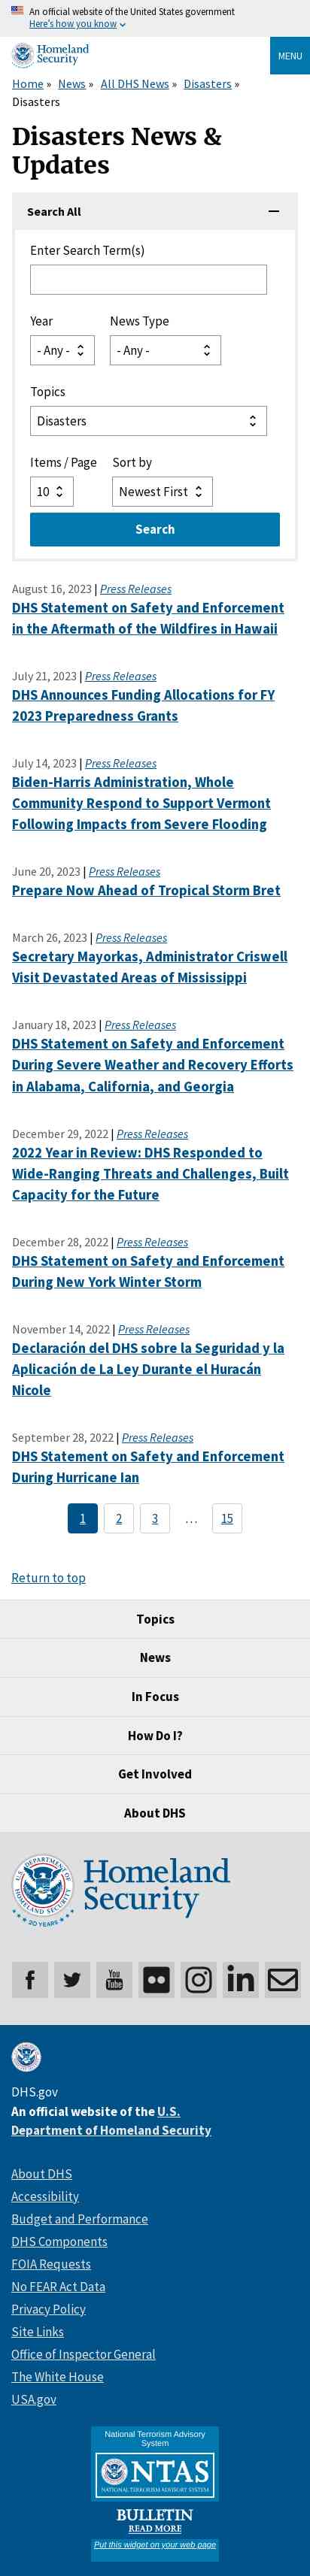 An official website of the United States government
Here's how you know
Homeland
Security
MENU
Home » News » All DHS News » Disasters »
Disasters
Disasters News &
Updates
Search All
Enter Search Term(s)
Year News Type
- Any - - Any -
Topics
Disasters
Items / Page Sort by
10 Newest First
Search
August 16, 2023 | Press Releases
DHS Statement on Safety and Enforcement
in the Aftermath of the Wildfires in Hawaii
July 21, 2023 | Press Releases
DHS Announces Funding Allocations for FY
2023 Preparedness Grants
July 14, 2023 | Press Releases
Biden-Harris Administration, Whole
Community Respond to Support Vermont
Following Impacts from Severe Flooding
June 20, 2023 | Press Releases
Prepare Now Ahead of Tropical Storm Bret
March 26, 2023 | Press Releases
Secretary Mayorkas, Administrator Criswell
Visit Devastated Areas of Mississippi
January 18, 2023 | Press Releases
DHS Statement on Safety and Enforcement
During Severe Weather and Recovery Efforts
in Alabama, California, and Georgia
December 29, 2022 | Press Releases
2022 Year in Review: DHS Responded to
Wide-Ranging Threats and Challenges, Built
Capacity for the Future
December 28, 2022 | Press Releases
DHS Statement on Safety and Enforcement
During New York Winter Storm
November 14, 2022 | Press Releases
Declaración del DHS sobre la Seguridad y la
Aplicación de La Ley Durante el Huracán
Nicole
September 28, 2022 | Press Releases
DHS Statement on Safety and Enforcement
During Hurricane Ian
1 2 3 … 15
Return to top
Topics
News
In Focus
How Do I?
Get Involved
About DHS
Homeland
Security
20 YEARS
You
Tube
DHS.gov
An official website of the U.S.
Department of Homeland Security
About DHS
Accessibility
Budget and Performance
DHS Components
FOIA Requests
No FEAR Act Data
Privacy Policy
Site Links
Office of Inspector General
The White House
USA.gov
National Terrorism Advisory
System
NTAS
NATIONAL TERRORISM ADVISORY SYSTEM
BULLETIN
READ MORE
Put this widget on your web page